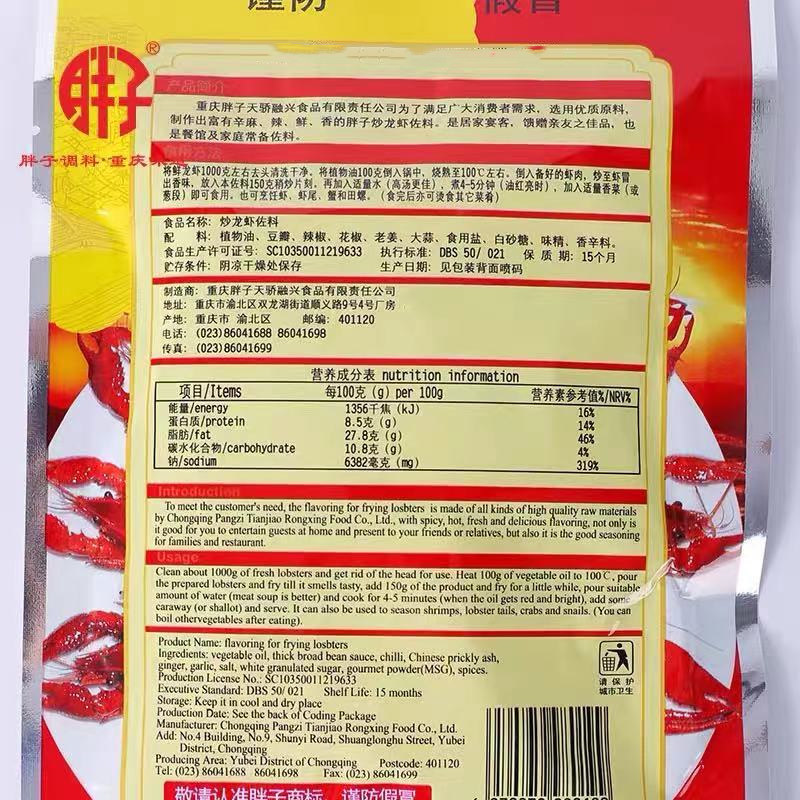 谨防 假冒
胖子®
胖子调料·重庆味道
产品简介
重庆胖子天骄融兴食品有限责任公司为了满足广大消费者需求，选用优质原料，
制作出富有辛麻、辣、鲜、香的胖子炒龙虾佐料。是居家宴客、馈赠亲友之佳品，也
是餐馆及家庭常备佐料。
食用方法
将鲜龙虾1000克左右去头清洗干净。将植物油100克倒入锅中，烧熟至100℃左右。倒入备好的虾肉，炒至虾冒
出香味，放入本佐料150克稍炒片刻。再加入适量水（高汤更佳），煮4-5分钟（油红亮时），加入适量香菜（或
葱段）即可食用。也可烹饪虾、虾尾、蟹和田螺。（食完后亦可烫食其它菜肴）
食品名称：炒龙虾佐料
配　料：植物油、豆瓣、辣椒、花椒、老姜、大蒜、食用盐、白砂糖、味精、香辛料。
食品生产许可证号：SC10350011219633 执行标准：DBS 50/ 021 保 质 期：15个月
贮存条件：阴凉干燥处保存 生产日期：见包装背面喷码
制造商：重庆胖子天骄融兴食品有限责任公司
地址：重庆市渝北区双龙湖街道顺义路9号4号厂房
产地：重庆市 渝北区 邮编：401120
电话：(023)86041688 86041698
传真：(023)86041699
营养成分表 nutrition information
项目/Items 每100克（g）per 100g 营养素参考值%/NRV%
能量/energy 1356千焦（kJ） 16%
蛋白质/protein 8.5克（g） 14%
脂肪/fat 27.8克（g） 46%
碳水化合物/carbohydrate 10.8克（g） 4%
钠/sodium 6382毫克（mg） 319%
Introduction
To meet the customer's need, the flavoring for frying losbters is made of all kinds of high quality raw materials
by Chongqing Pangzi Tianjiao Rongxing Food Co., Ltd., with spicy, hot, fresh and delicious flavoring, not only is
it good for you to entertain guests at home and present to your friends or relatives, but also it is the good seasoning
for families and restaurant.
Usage
Clean about 1000g of fresh lobsters and get rid of the head for use. Heat 100g of vegetable oil to 100℃, pour
the prepared lobsters and fry till it smells tasty, add 150g of the product and fry for a little while, pour suitable
amount of water (meat soup is better) and cook for 4-5 minutes (when the oil gets red and bright), add some
caraway (or shallot) and serve. It can also be used to season shrimps, lobster tails, crabs and snails. (You can
boil othervegetables after eating).
Product Name: flavoring for frying losbters
Ingredients: vegetable oil, thick broad bean sauce, chilli, Chinese prickly ash,
ginger, garlic, salt, white granulated sugar, gourmet powder(MSG), spices.
Production License No.: SC10350011219633
Executive Standard: DBS 50/ 021 Shelf Life: 15 months
Storage: Keep it in cool and dry place
Production Date: See the back of Coding Package
Manufacturer: Chongqing Pangzi Tianjiao Rongxing Food Co., Ltd.
Add: No.4 Building, No.9, Shunyi Road, Shuanglonghu Street, Yubei
District, Chongqing
Producing Area: Yubei District of Chongqing Postcode: 401120
Tel: (023) 86041688 86041698 Fax: (023) 86041699
请 保 护
城市卫生
敬请认准胖子商标，谨防假冒